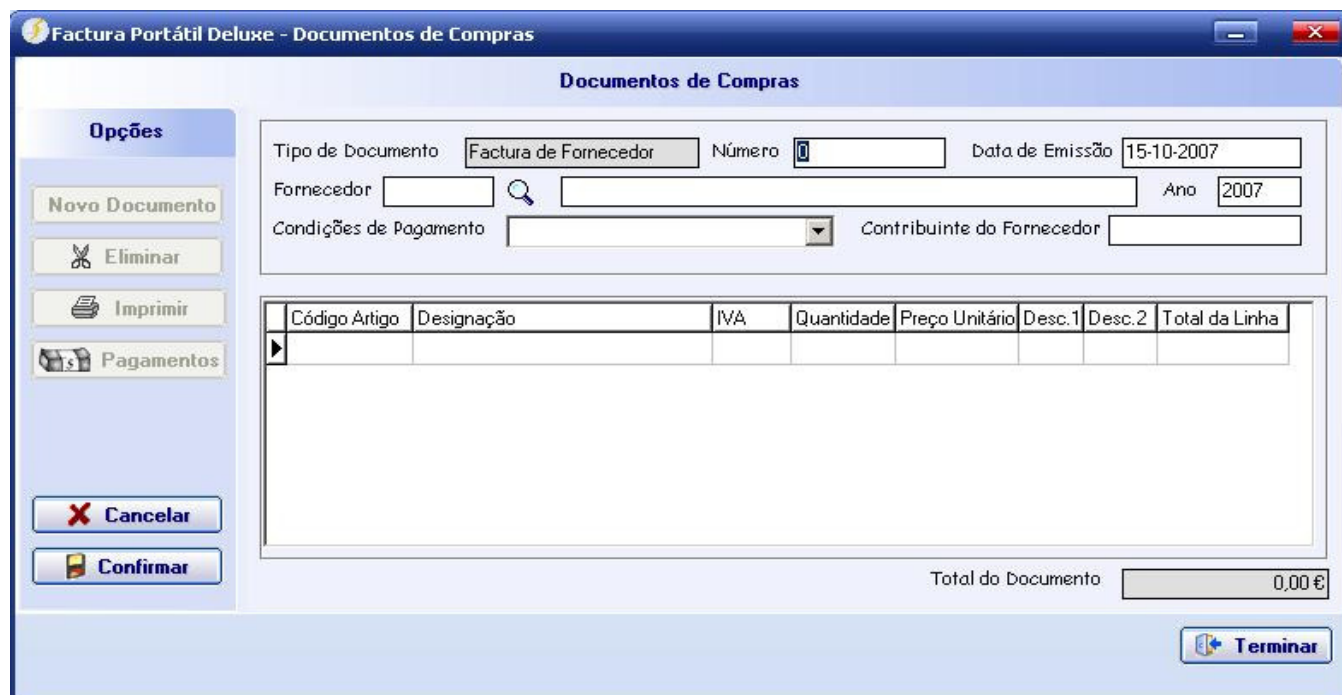 Factura Portátil Deluxe - Documentos de Compras
Documentos de Compras
Opções
Novo Documento
Eliminar
Imprimir
Pagamentos
Cancelar
Confirmar
Tipo de Documento Factura de Fornecedor Número 0 Data de Emissão 15-10-2007
Fornecedor Ano 2007
Condições de Pagamento Contribuinte do Fornecedor
Código Artigo Designação IVA Quantidade Preço Unitário Desc.1 Desc.2 Total da Linha
Total do Documento 0,00 €
Terminar